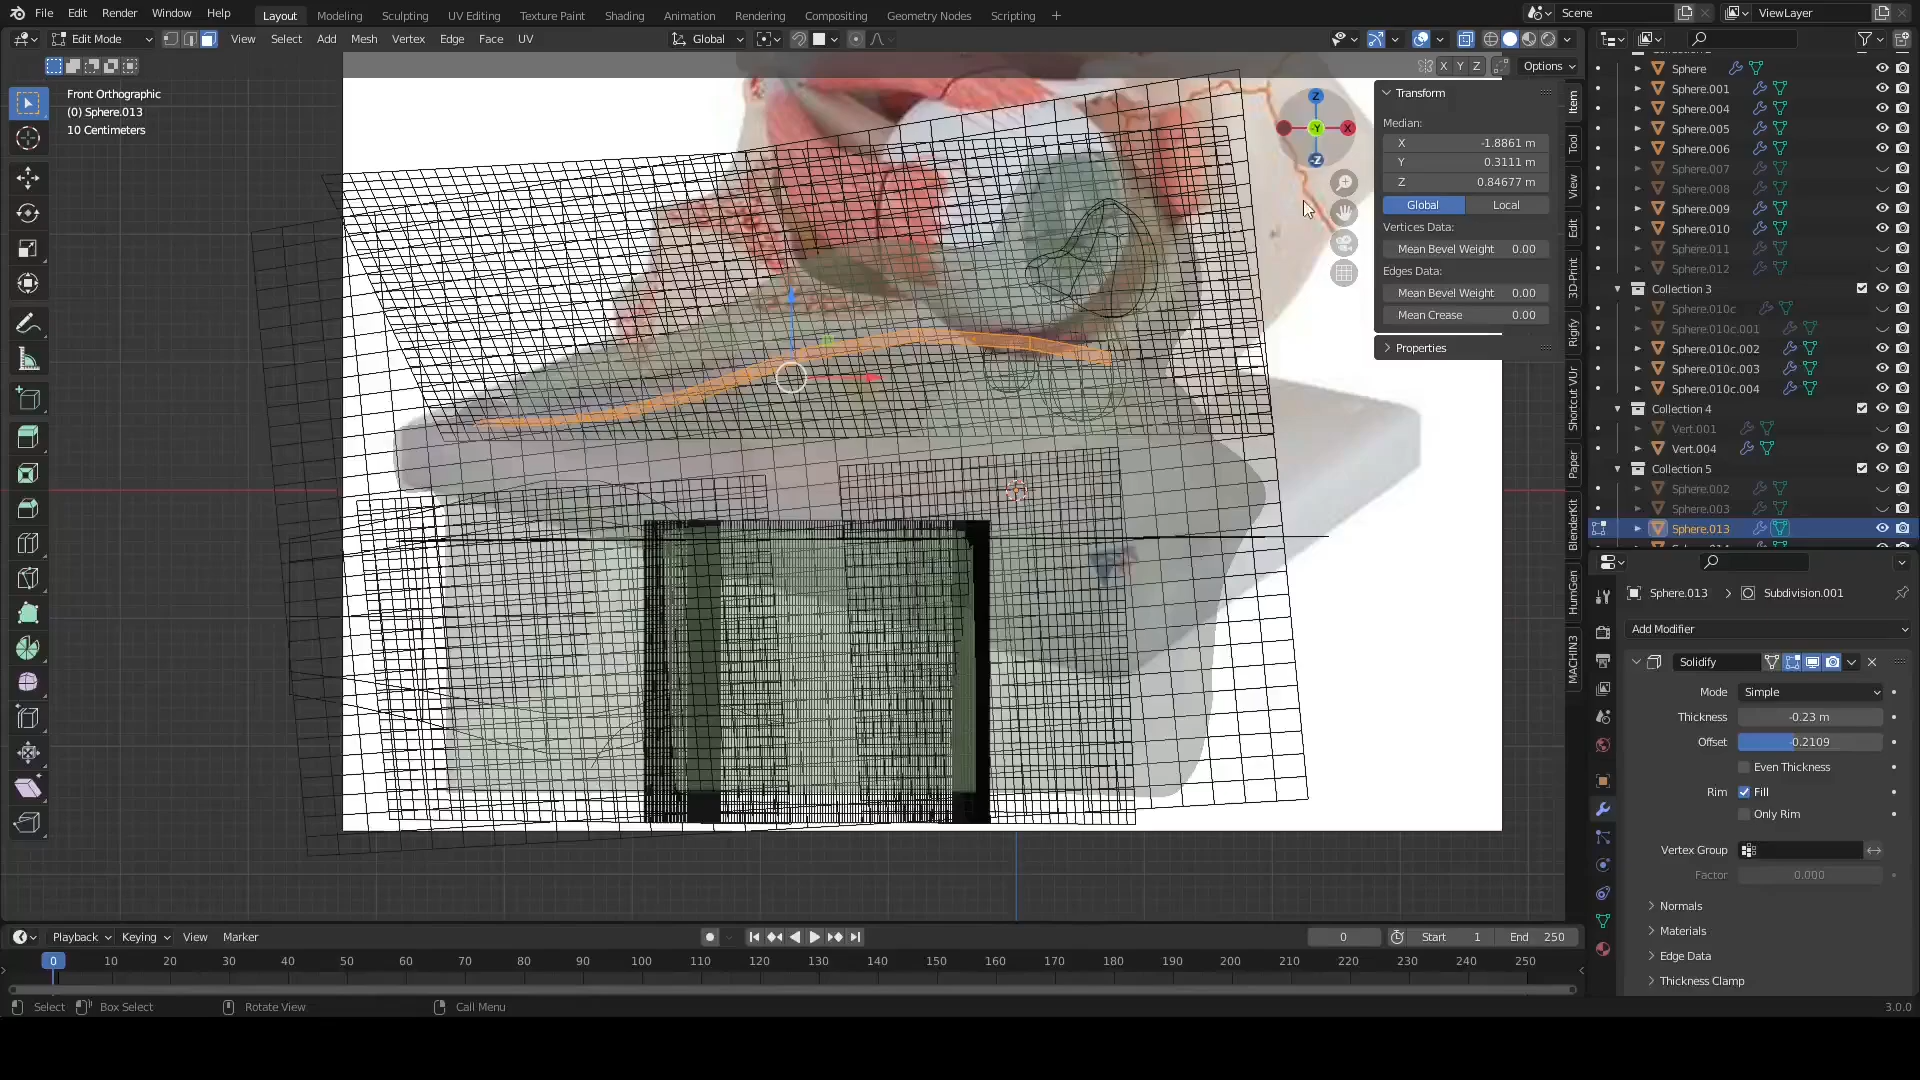 File Edit Render Window Help Layout Modeling Sculpting UV Editing Texture Paint Shading Animation Rendering Compositing Geometry Nodes Scripting + Scene ViewLayer
Edit Mode View Select Add Mesh Vertex Edge Face UV Global
X Y Z Options
Front Orthographic
(0) Sphere.013
10 Centimeters
Z
-Y
X
-Z
Transform
Median:
X -1.8861 m
Y 0.3111 m
Z 0.84677 m
Global Local
Vertices Data:
Mean Bevel Weight 0.00
Edges Data:
Mean Bevel Weight 0.00
Mean Crease 0.00
Properties
Item
Tool
View
Edit
3D-Print
Rigify
Shortcut VUr
Paper
BlenderKit
HumGen
MACHIN3
Sphere
Sphere.001
Sphere.004
Sphere.005
Sphere.006
Sphere.007
Sphere.008
Sphere.009
Sphere.010
Sphere.011
Sphere.012
Collection 3
Sphere.010c
Sphere.010c.001
Sphere.010c.002
Sphere.010c.003
Sphere.010c.004
Collection 4
Vert.001
Vert.004
Collection 5
Sphere.002
Sphere.003
Sphere.013
Sphere.013 > Subdivision.001
Add Modifier
Solidify
Mode Simple
Thickness -0.23 m
Offset -0.2109
Even Thickness
Rim Fill
Only Rim
Vertex Group
Factor 0.000
Normals
Materials
Edge Data
Thickness Clamp
Playback Keying View Marker 0 Start 1 End 250
0 10 20 30 40 50 60 70 80 90 100 110 120 130 140 150 160 170 180 190 200 210 220 230 240 250
Select Box Select Rotate View Call Menu 3.0.0